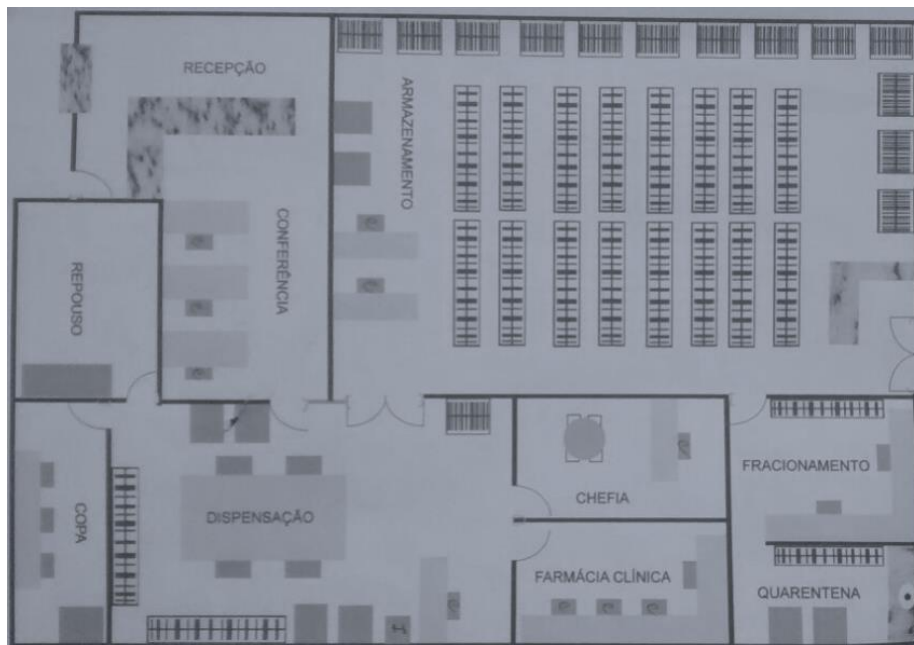 RECEPÇÃO
ARMAZENAMENTO
CONFERÊNCIA
REPOUSO
COPA
DISPENSAÇÃO
CHEFIA
FARMÁCIA CLÍNICA
FRACIONAMENTO
QUARENTENA